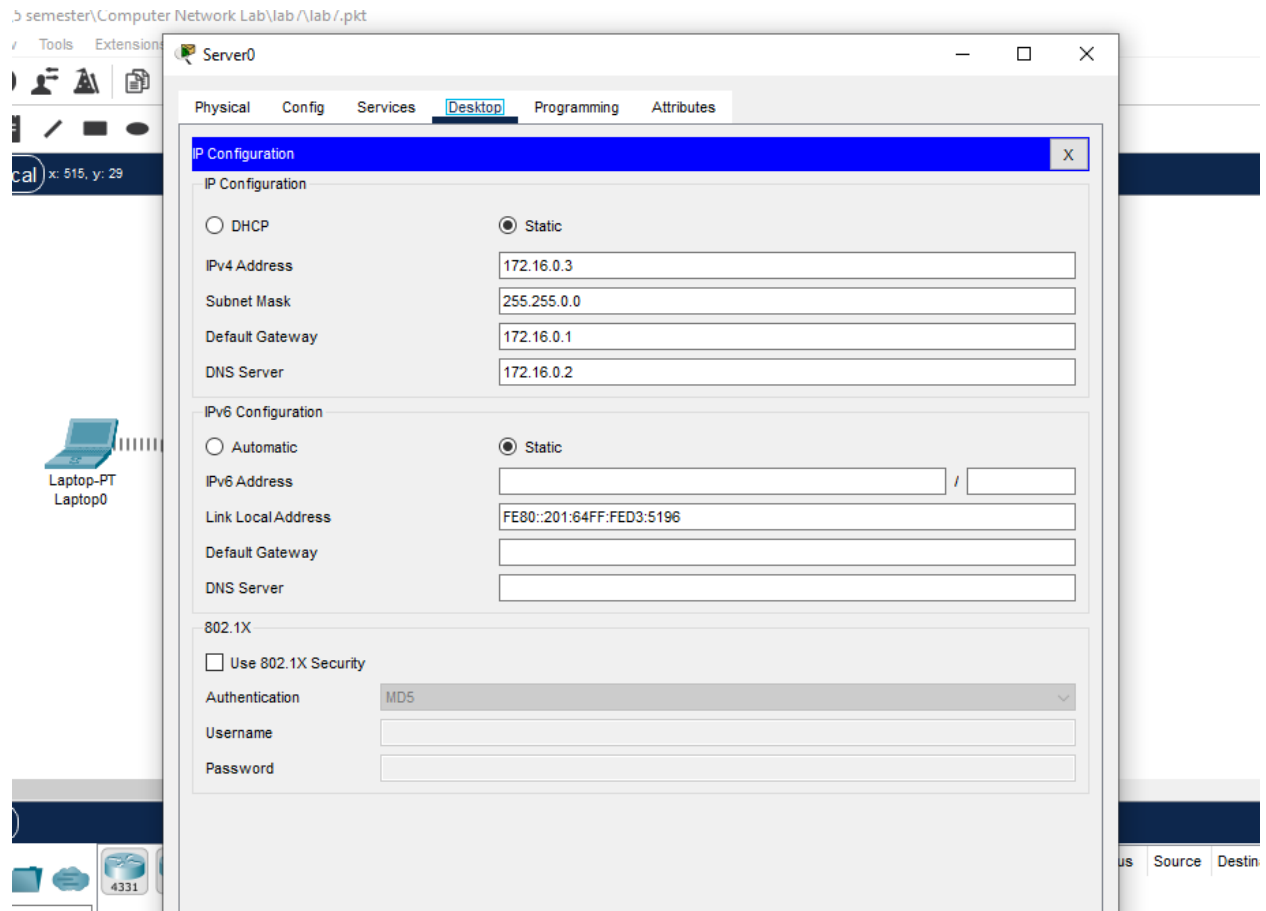 5 semester\Computer Network Lab\lab7\lab7.pkt
Tools Extensions
Server0
Physical Config Services Desktop Programming Attributes
x: 515, y: 29
IP Configuration X
IP Configuration
DHCP Static
IPv4 Address 172.16.0.3
Subnet Mask 255.255.0.0
Default Gateway 172.16.0.1
DNS Server 172.16.0.2
IPv6 Configuration
Automatic Static
IPv6 Address /
Link Local Address FE80::201:64FF:FED3:5196
Default Gateway
DNS Server
Laptop-PT
Laptop0
802.1X
Use 802.1X Security
Authentication MD5
Username
Password
4331
Source